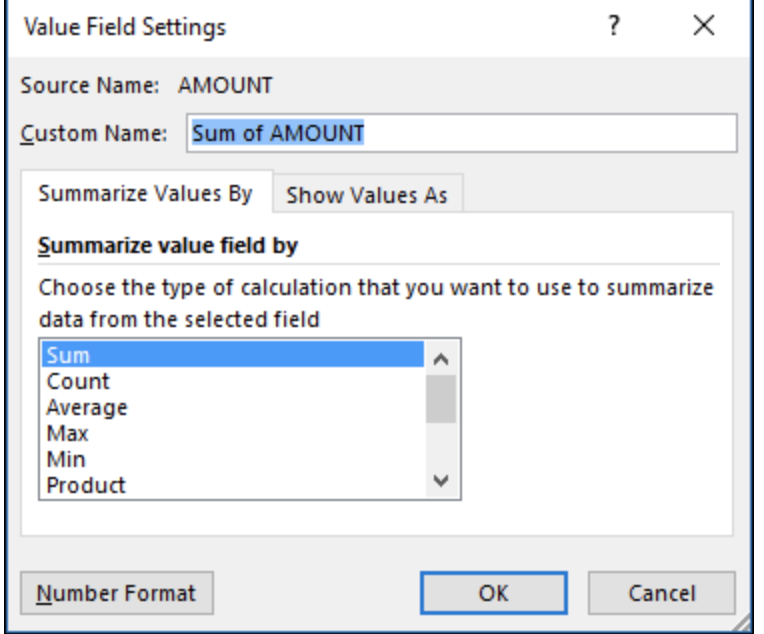 Value Field Settings ? ✕
Source Name: AMOUNT
Custom Name: Sum of AMOUNT
Summarize Values By Show Values As
Summarize value field by
Choose the type of calculation that you want to use to summarize
data from the selected field
Sum
Count
Average
Max
Min
Product
Number Format OK Cancel